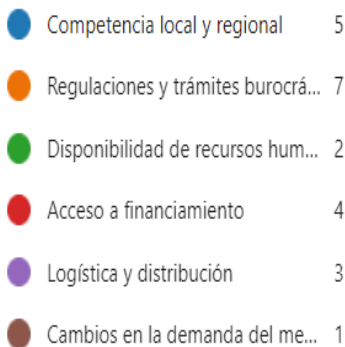 Competencia local y regional 5
Regulaciones y trámites burocrá... 7
Disponibilidad de recursos hum... 2
Acceso a financiamiento 4
Logística y distribución 3
Cambios en la demanda del me... 1